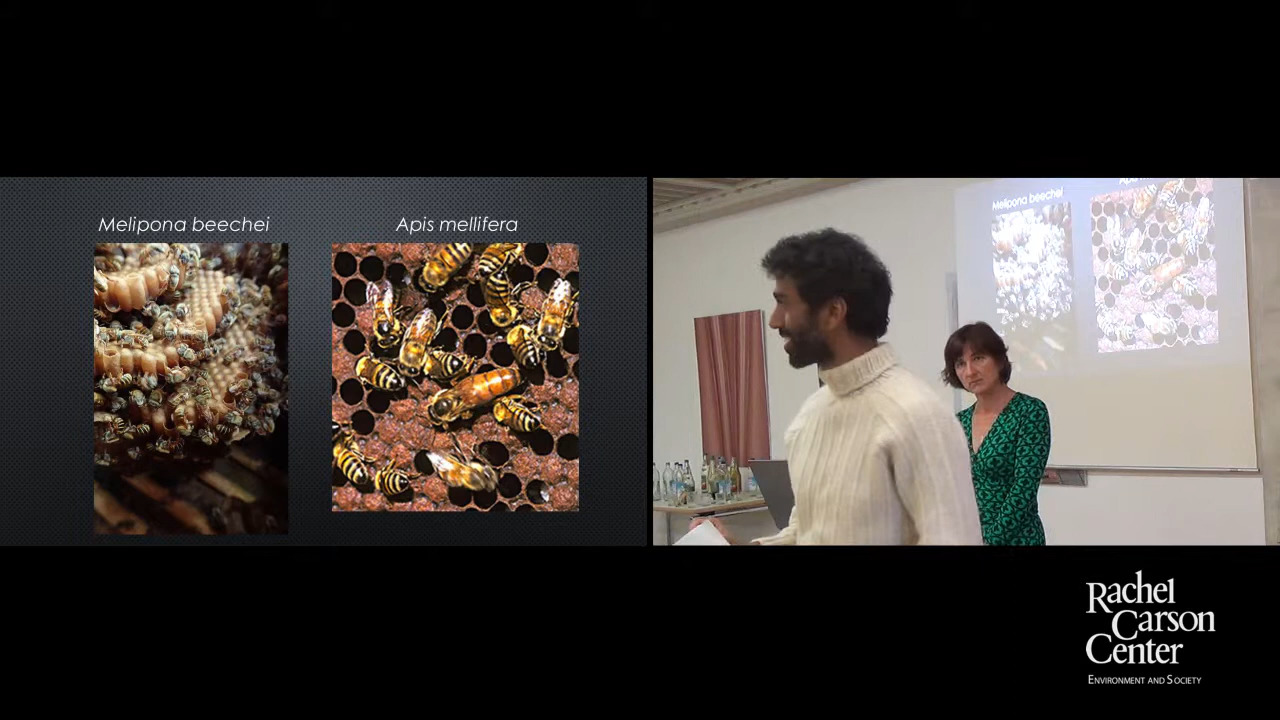 Melipona beechei
Apis mellifera
Melipona beechei
Rachel
Carson
Center
ENVIRONMENT AND SOCIETY